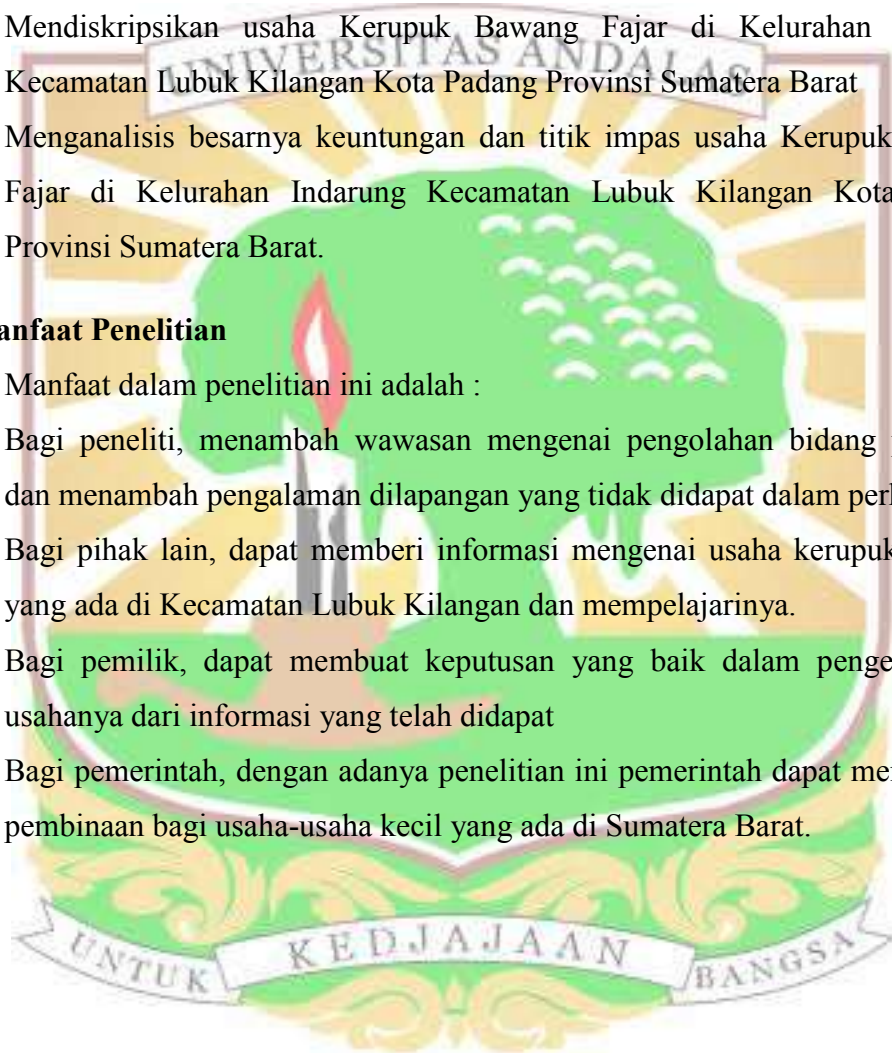 Mendiskripsikan usaha Kerupuk Bawang Fajar di Kelurahan
UNIVERSITAS ANDALAS
Kecamatan Lubuk Kilangan Kota Padang Provinsi Sumatera Barat
Menganalisis besarnya keuntungan dan titik impas usaha Kerupuk
Fajar di Kelurahan Indarung Kecamatan Lubuk Kilangan Kota
Provinsi Sumatera Barat.
anfaat Penelitian
Manfaat dalam penelitian ini adalah :
Bagi peneliti, menambah wawasan mengenai pengolahan bidang
dan menambah pengalaman dilapangan yang tidak didapat dalam perl
Bagi pihak lain, dapat memberi informasi mengenai usaha kerupuk
yang ada di Kecamatan Lubuk Kilangan dan mempelajarinya.
Bagi pemilik, dapat membuat keputusan yang baik dalam penge
usahanya dari informasi yang telah didapat
Bagi pemerintah, dengan adanya penelitian ini pemerintah dapat me
pembinaan bagi usaha-usaha kecil yang ada di Sumatera Barat.
UNTUK KEDJAJAAN BANGSA